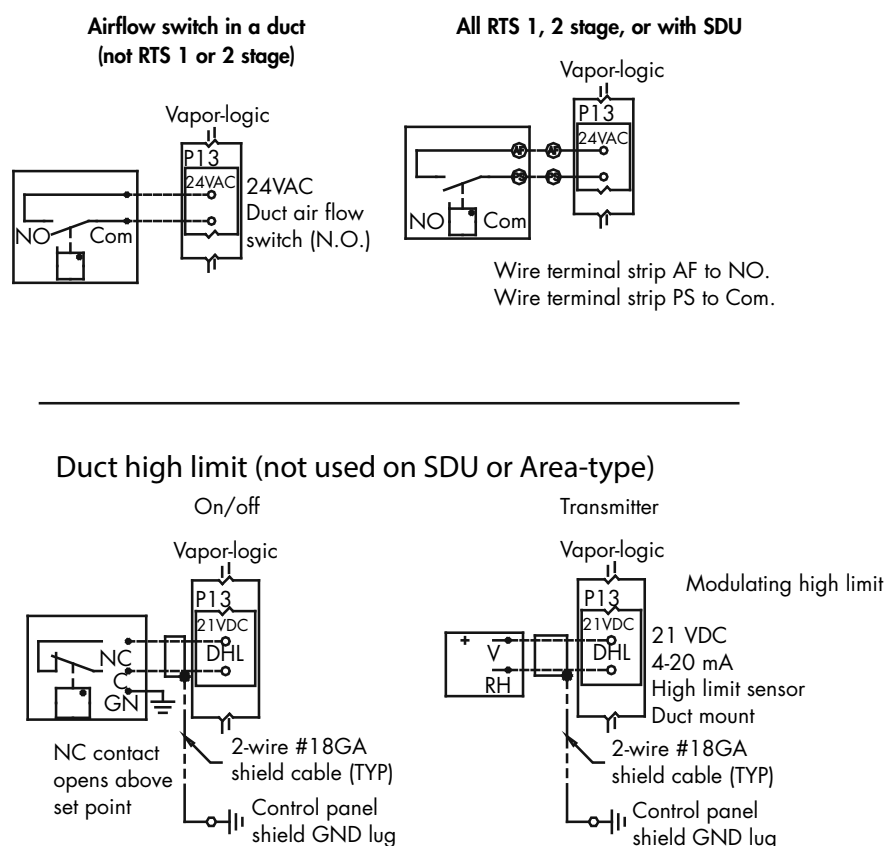 Airflow switch in a duct
(not RTS 1 or 2 stage)
Vapor-logic
P13
24VAC
24VAC
Duct air flow
switch (N.O.)
NO
Com
All RTS 1, 2 stage, or with SDU
Vapor-logic
P13
24VAC
AF
AF
PS
PS
NO
Com
Wire terminal strip AF to NO.
Wire terminal strip PS to Com.
Duct high limit (not used on SDU or Area-type)
On/off
Vapor-logic
P13
21VDC
DHL
NC
C
GN
NC contact
opens above
set point
2-wire #18GA
shield cable (TYP)
Control panel
shield GND lug
Transmitter
Vapor-logic
Modulating high limit
P13
21VDC
DHL
+
V
RH
21 VDC
4-20 mA
High limit sensor
Duct mount
2-wire #18GA
shield cable (TYP)
Control panel
shield GND lug